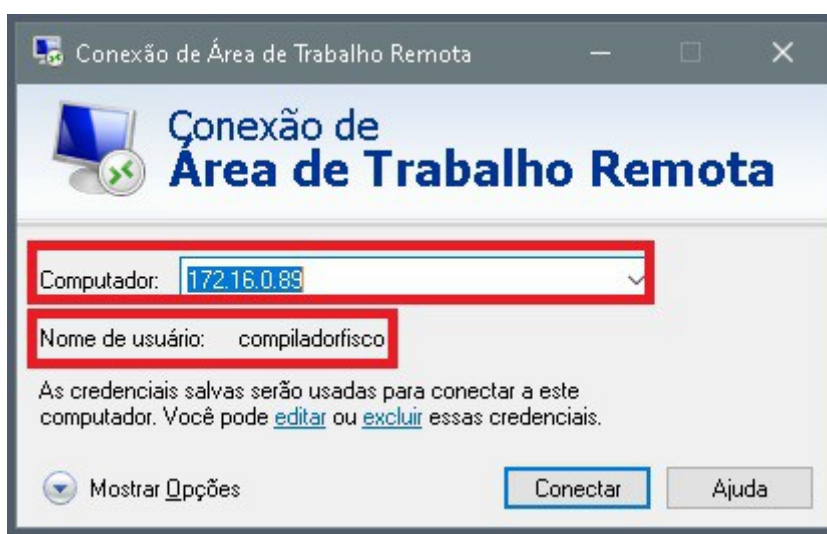 Conexão de Área de Trabalho Remota
Conexão de
Área de Trabalho Remota
Computador: 172.16.0.89
Nome de usuário: compiladorfisco
As credenciais salvas serão usadas para conectar a este
computador. Você pode editar ou excluir essas credenciais.
Mostrar Opções Conectar Ajuda